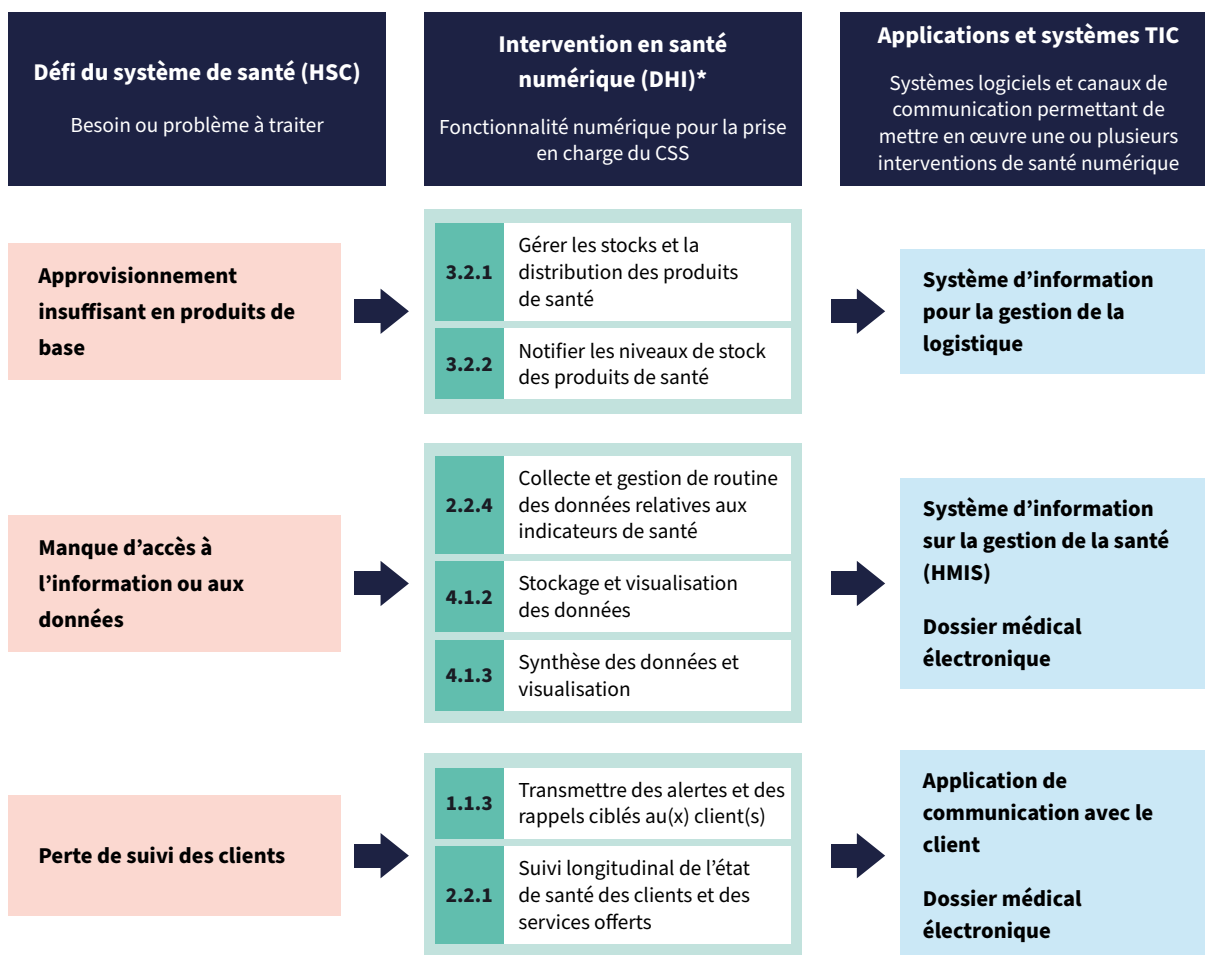 Défi du système de santé (HSC)
Besoin ou problème à traiter
Intervention en santé
numérique (DHI)*
Fonctionnalité numérique pour la prise
en charge du CSS
Applications et systèmes TIC
Systèmes logiciels et canaux de
communication permettant de
mettre en œuvre une ou plusieurs
interventions de santé numérique
Approvisionnement
insuffisant en produits de
base
3.2.1
Gérer les stocks et la
distribution des produits
de santé
3.2.2
Notifier les niveaux de stock
des produits de santé
Système d’information
pour la gestion de la
logistique
Manque d’accès à
l’information ou aux
données
2.2.4
Collecte et gestion de routine
des données relatives aux
indicateurs de santé
4.1.2
Stockage et visualisation
des données
4.1.3
Synthèse des données et
visualisation
Système d’information
sur la gestion de la santé
(HMIS)
Dossier médical
électronique
Perte de suivi des clients
1.1.3
Transmettre des alertes et des
rappels ciblés au(x) client(s)
2.2.1
Suivi longitudinal de l’état
de santé des clients et des
services offerts
Application de
communication avec le
client
Dossier médical
électronique